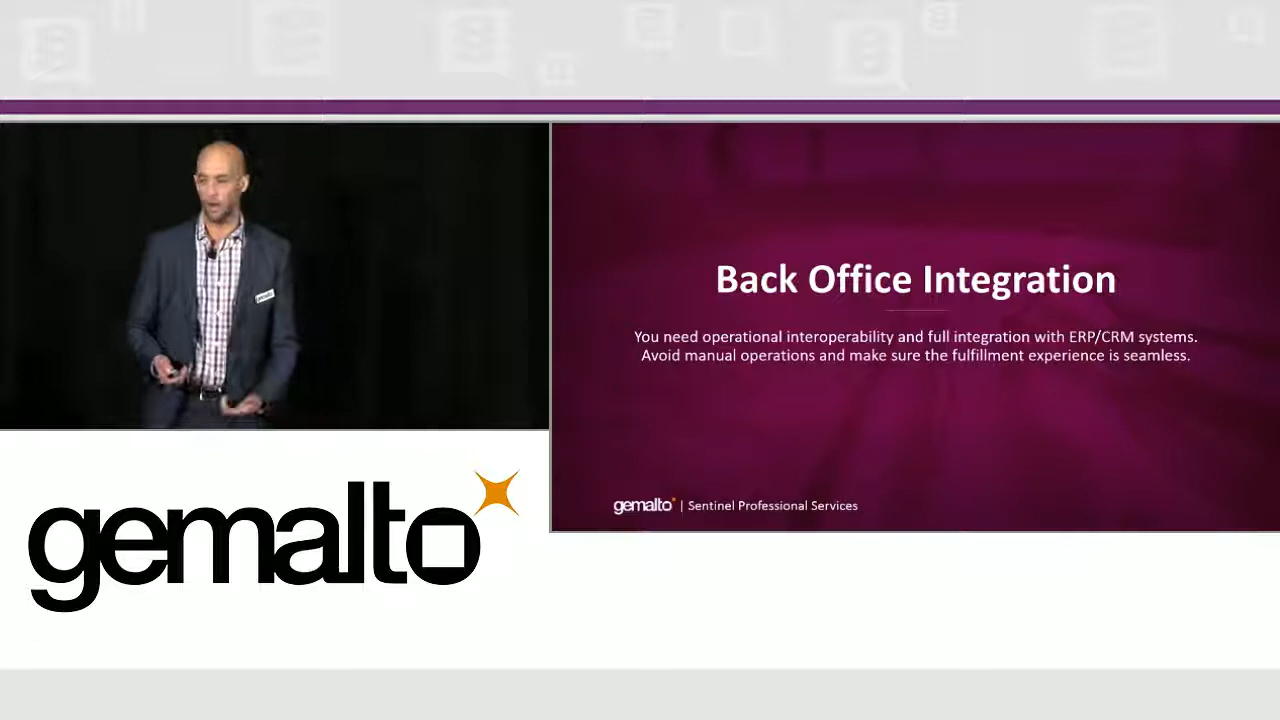 Back Office Integration
You need operational interoperability and full integration with ERP/CRM systems.
Avoid manual operations and make sure the fulfillment experience is seamless.
gemalto | Sentinel Professional Services
gemalto